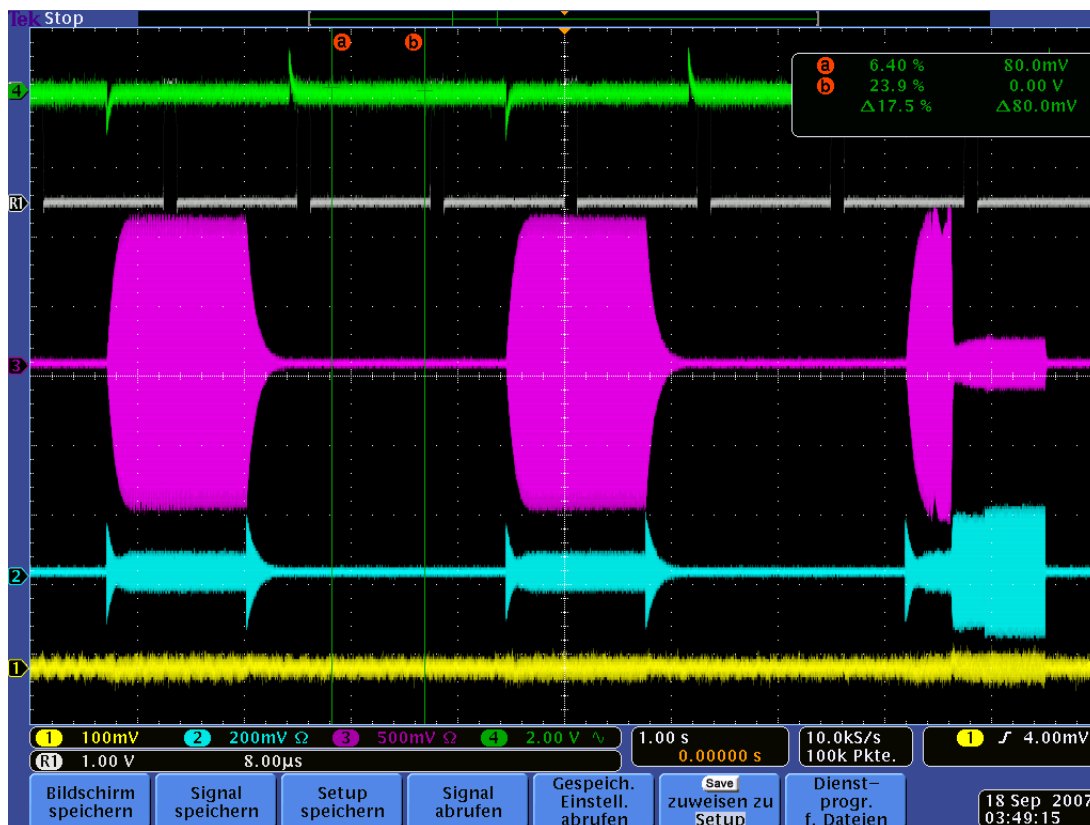 Tek Stop
a b
a 6.40 % 80.0mV
b 23.9 % 0.00 V
Δ17.5 % Δ80.0mV
4
R1
3
2
1
1 100mV 2 200mV Ω 3 500mV Ω 4 2.00 V ∿
R1 1.00 V 8.00µs
1.00 s
0.00000 s
10.0kS/s
100k Pkte.
1 ƒ 4.00mV
Bildschirm
speichern
Signal
speichern
Setup
speichern
Signal
abrufen
Gespeich.
Einstell.
abrufen
Save
zuweisen zu
Setup
Dienst–
progr.
f. Dateien
18 Sep 2007
03:49:15